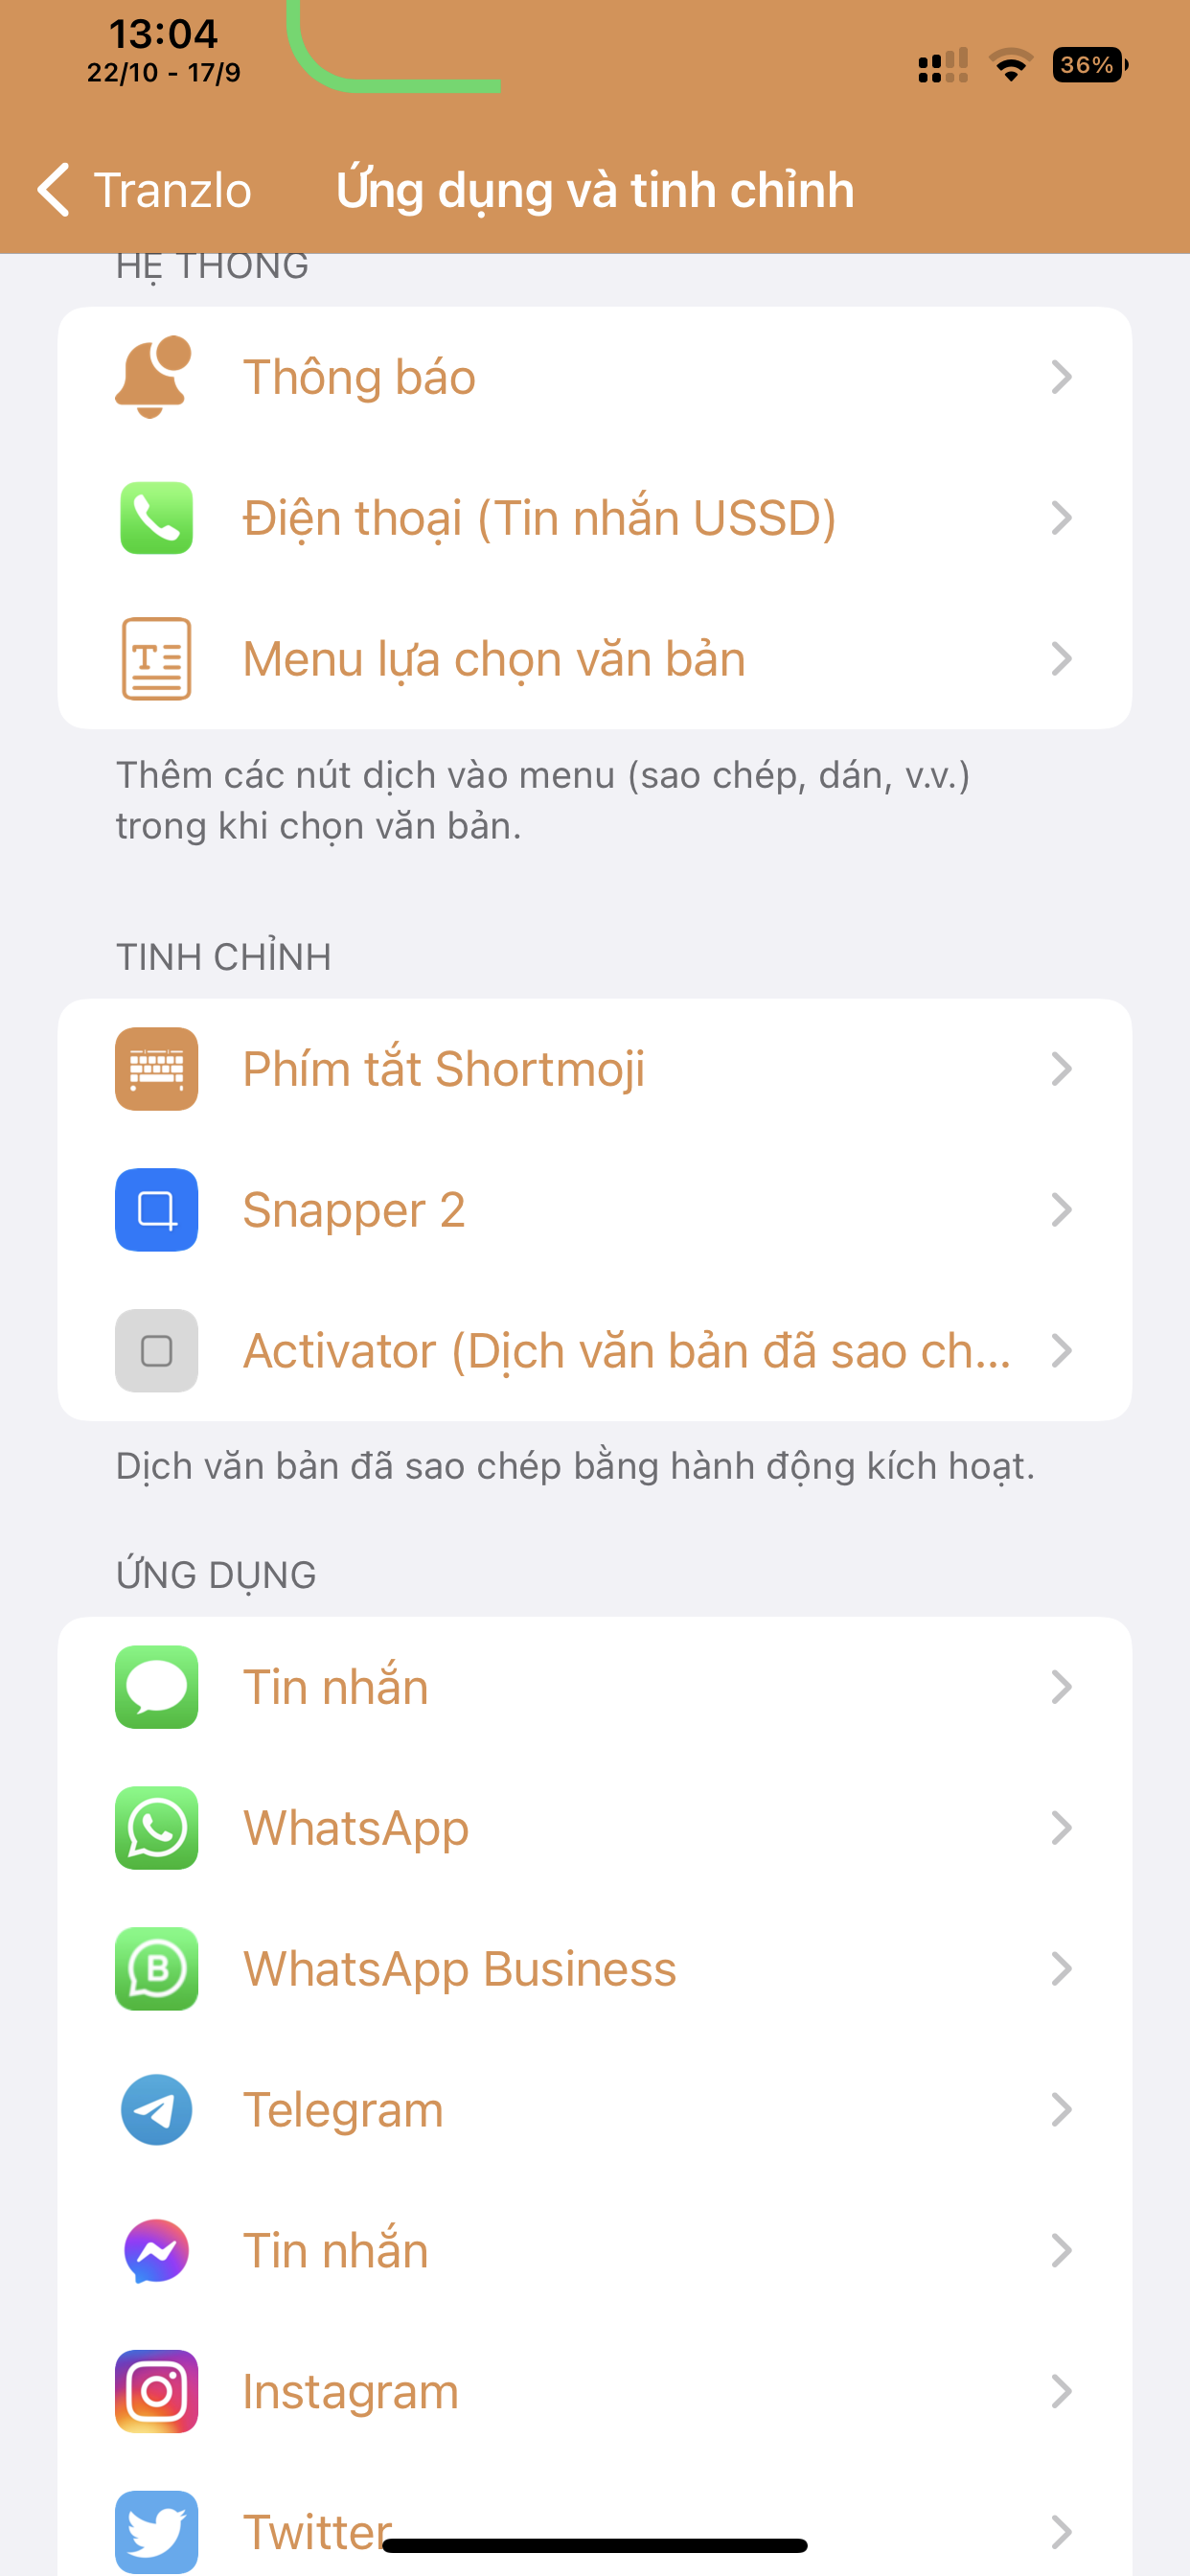 13:04
22/10 - 17/9
36%
Tranzlo
Ứng dụng và tinh chỉnh
HỆ THỐNG
Thông báo
Điện thoại (Tin nhắn USSD)
T
Menu lựa chọn văn bản
Thêm các nút dịch vào menu (sao chép, dán, v.v.)
trong khi chọn văn bản.
TINH CHỈNH
Phím tắt Shortmoji
Snapper 2
Activator (Dịch văn bản đã sao ch...
Dịch văn bản đã sao chép bằng hành động kích hoạt.
ỨNG DỤNG
Tin nhắn
WhatsApp
B
WhatsApp Business
Telegram
Tin nhắn
Instagram
Twitter